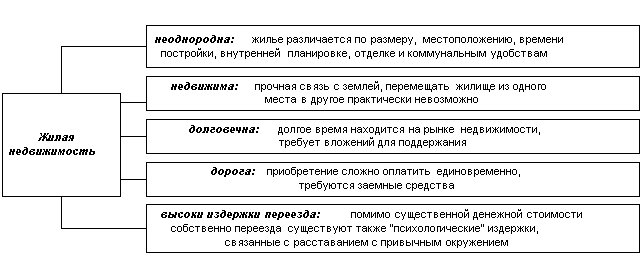 неоднородна: жилье различается по размеру, местоположению, времени
постройки, внутренней планировке, отделке и коммунальным удобствам
недвижима: прочная связь с землей, перемещать жилище из одного
места в другое практически невозможно
Жилая
недвижимость
долговечна: долгое время находится на рынке недвижимости,
требует вложений для поддержания
дорога: приобретение сложно оплатить единовременно,
требуются заемные средства
высоки издержки переезда: помимо существенной денежной стоимости
собственно переезда существуют также "психологические" издержки,
связанные с расставанием с привычным окружением